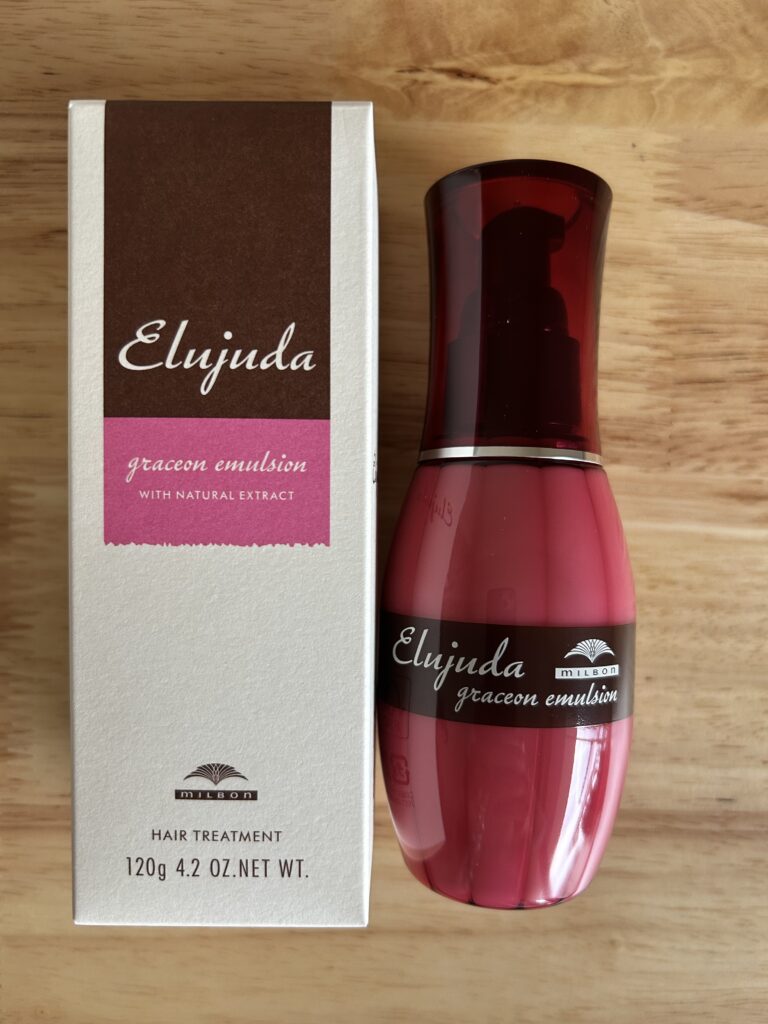 Elujuda
graceon emulsion
WITH NATURAL EXTRACT
MILBON
HAIR TREATMENT
120g 4.2 OZ.NET WT.
Elujuda
MILBON
graceon emulsion